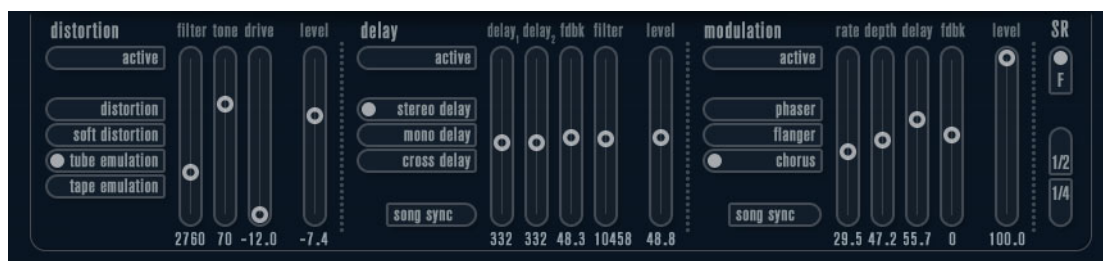 distortion filter tone drive level delay delay1 delay2 fdbk filter level modulation rate depth delay fdbk level SR
active active active
F
distortion stereo delay phaser
soft distortion mono delay flanger
tube emulation cross delay chorus 1/2
tape emulation 1/4
song sync song sync
2760 70 -12.0 -7.4 332 332 48.3 10458 48.8 29.5 47.2 55.7 0 100.0